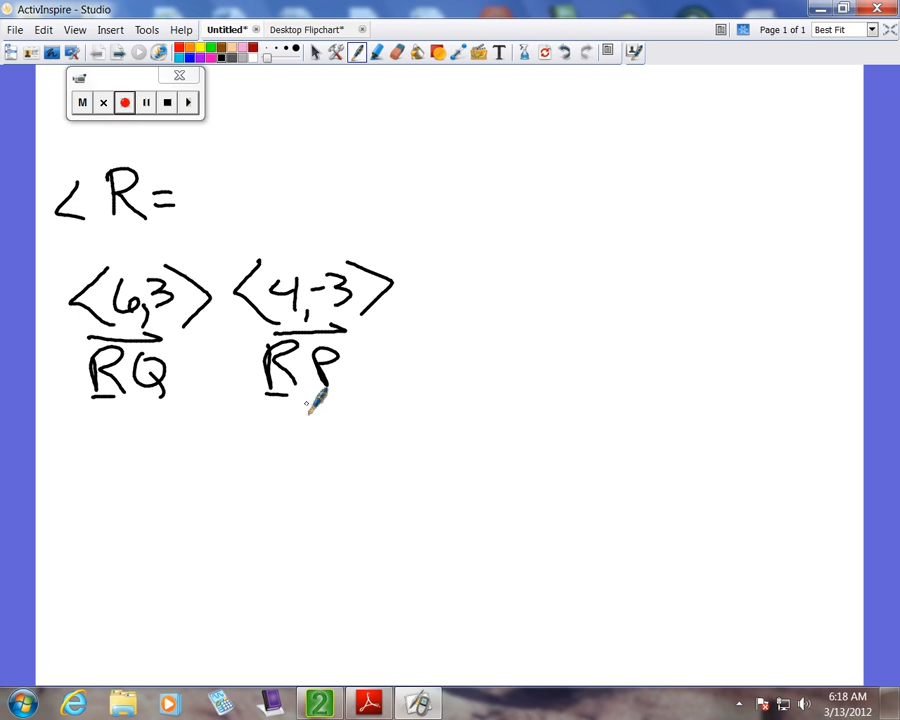 ActivInspire - Studio
File Edit View Insert Tools Help Untitled* Desktop Flipchart* Page 1 of 1 Best Fit
M
< R =
<6,3> <4,-3>
RQ RP
2
6:18 AM
3/13/2012